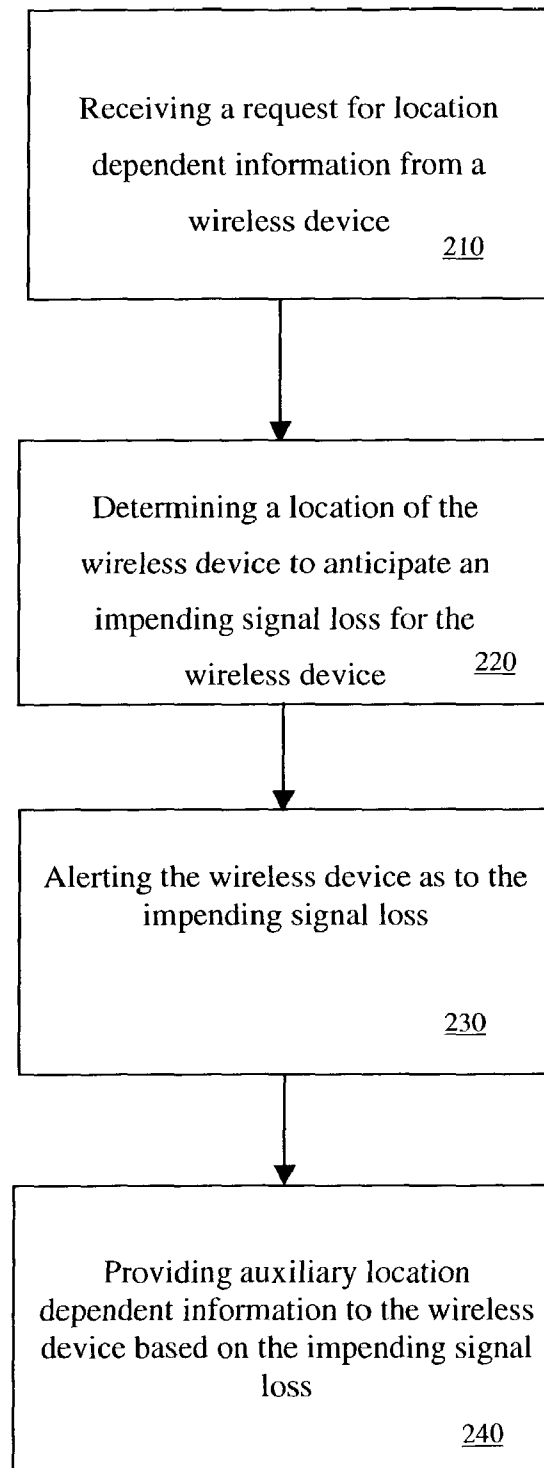 Receiving a request for location
dependent information from a
wireless device
210
Determining a location of the
wireless device to anticipate an
impending signal loss for the
wireless device
220
Alerting the wireless device as to the
impending signal loss
230
Providing auxiliary location
dependent information to the wireless
device based on the impending signal
loss
240